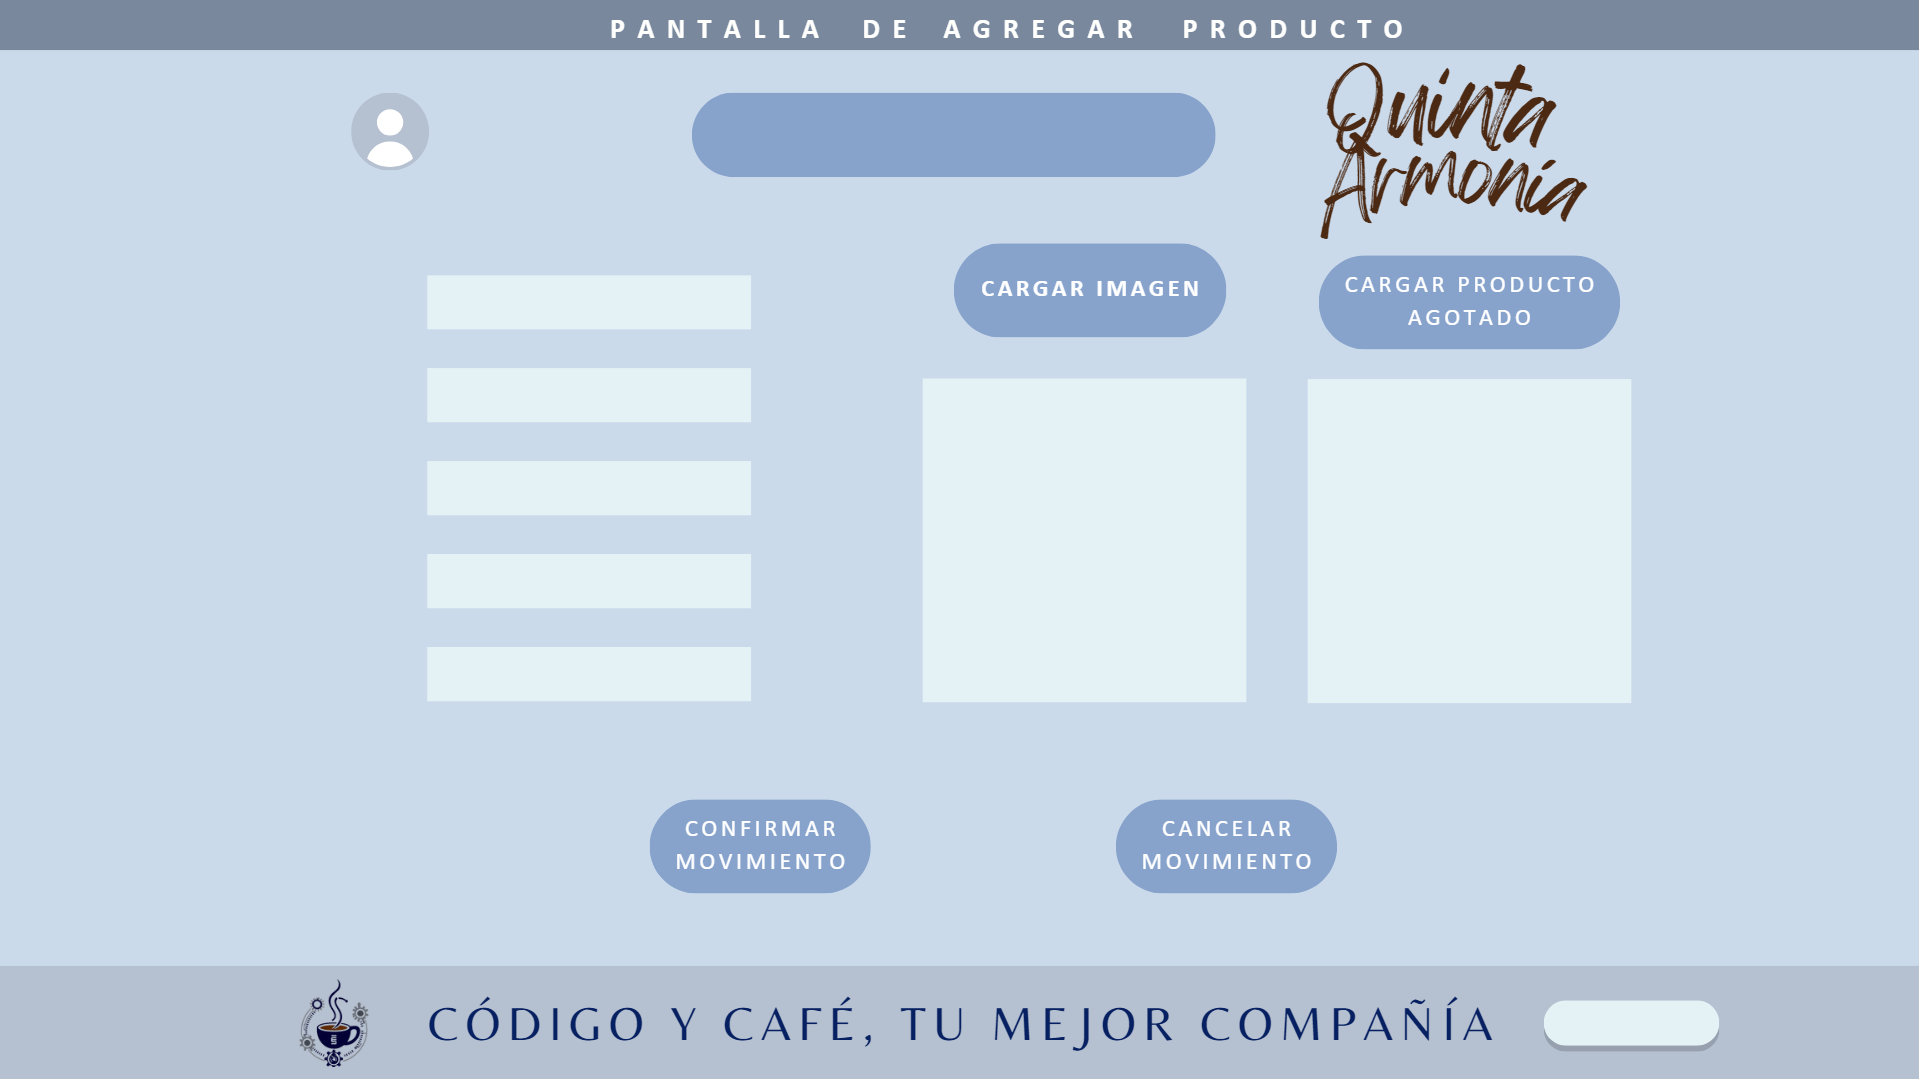 PANTALLA DE AGREGAR PRODUCTO
Quinta
Armonía
CARGAR IMAGEN
CARGAR PRODUCTO
AGOTADO
CONFIRMAR
MOVIMIENTO
CANCELAR
MOVIMIENTO
CÓDIGO Y CAFÉ, TU MEJOR COMPAÑÍA